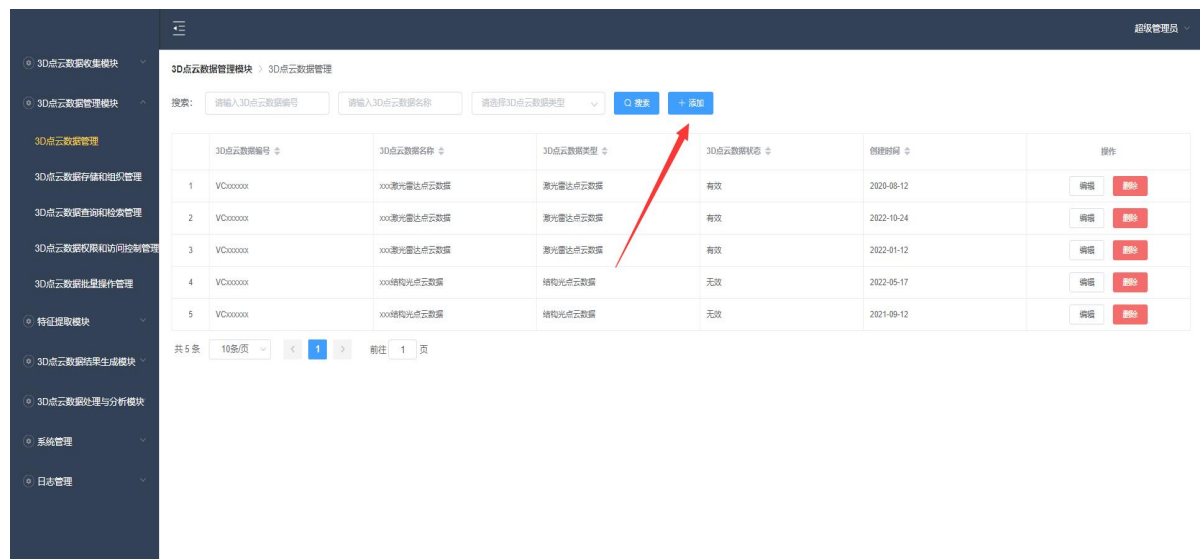 超级管理员
3D点云数据收集模块
3D点云数据管理模块
3D点云数据管理
3D点云数据存储和组织管理
3D点云数据查询和检索管理
3D点云数据权限和访问控制管理
3D点云数据批量操作管理
特征提取模块
3D点云数据结果生成模块
3D点云数据处理与分析模块
系统管理
日志管理
3D点云数据管理模块 > 3D点云数据管理
搜索: 请输入3D点云数据编号 请输入3D点云数据名称 请选择3D点云数据类型 搜索 + 添加
3D点云数据编号 3D点云数据名称 3D点云数据类型 3D点云数据状态 创建时间 操作
1 VCxxxxxx xxx激光雷达点云数据 激光雷达点云数据 有效 2020-08-12 编辑 删除
2 VCxxxxxx xxx激光雷达点云数据 激光雷达点云数据 有效 2022-10-24 编辑 删除
3 VCxxxxxx xxx激光雷达点云数据 激光雷达点云数据 有效 2022-01-12 编辑 删除
4 VCxxxxxx xxx结构光点云数据 结构光点云数据 无效 2022-05-17 编辑 删除
5 VCxxxxxx xxx结构光点云数据 结构光点云数据 无效 2021-09-12 编辑 删除
共 5 条 10条/页 < 1 > 前往 1 页